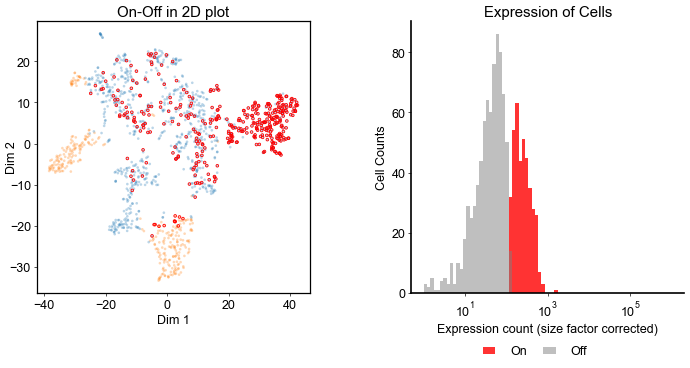 On-Off in 2D plot
20
10
0
−10
−20
−30
−40
−20
0
20
40
Dim 2
Dim 1
Expression of Cells
80
60
40
20
0
10^1
10^3
10^5
Cell Counts
Expression count (size factor corrected)
On
Off